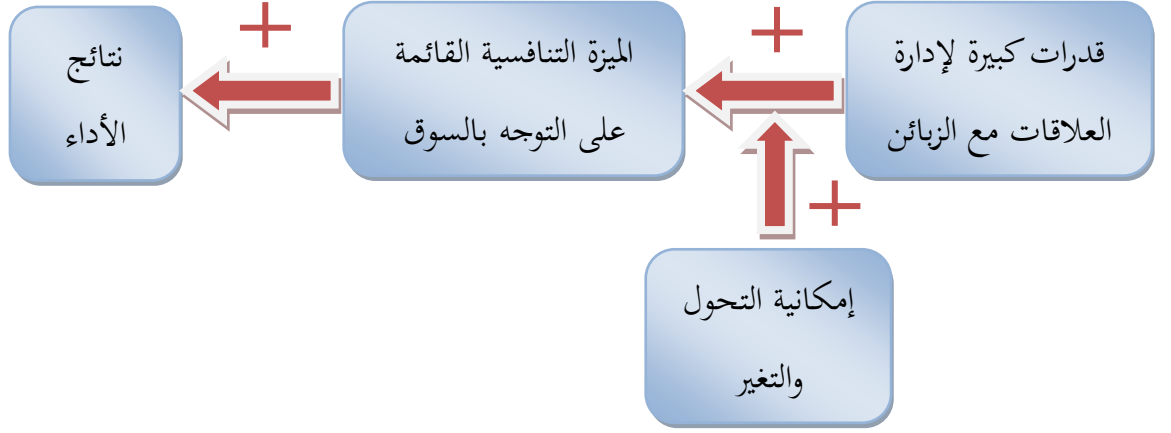 قدرات كبيرة لإدارة
العلاقات مع الزبائن
+
الميزة التنافسية القائمة
على التوجه بالسوق
+
نتائج
الأداء
+
إمكانية التحول
والتغير